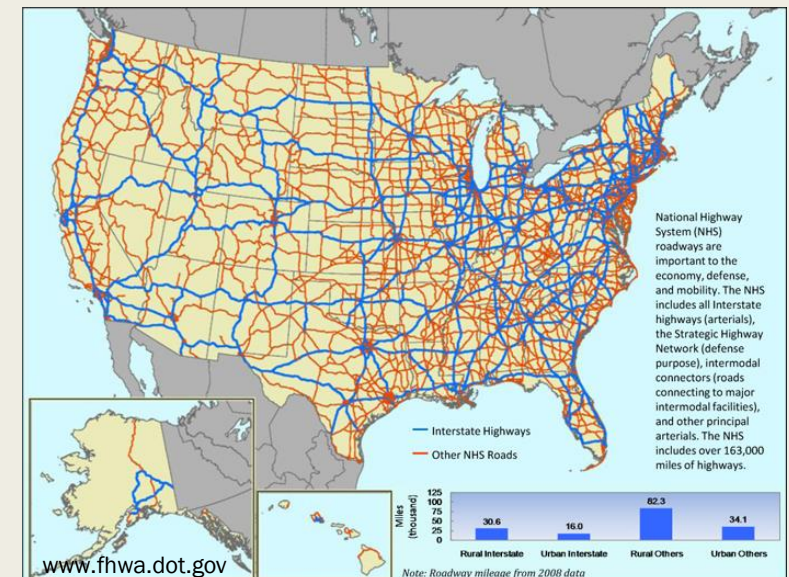 National Highway
System (NHS)
roadways are
important to the
economy, defense,
and mobility. The NHS
includes all Interstate
highways (arterials),
the Strategic Highway
Network (defense
purpose), intermodal
connectors (roads
connecting to major
intermodal facilities),
and other principal
arterials. The NHS
includes over 163,000
miles of highways.
Interstate Highways
Other NHS Roads
Miles
(thousand)
125
100
75
50
25
0
30.6
16.0
82.3
34.1
Rural Interstate
Urban Interstate
Rural Others
Urban Others
www.fhwa.dot.gov
Note: Roadway mileage from 2008 data